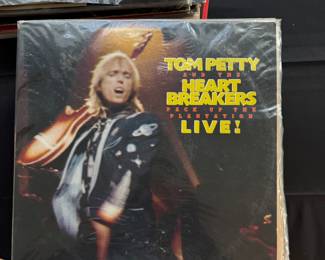 TOM PETTY
AND THE
HEART
BREAKERS
PACK UP THE
PLANTATION
LIVE!